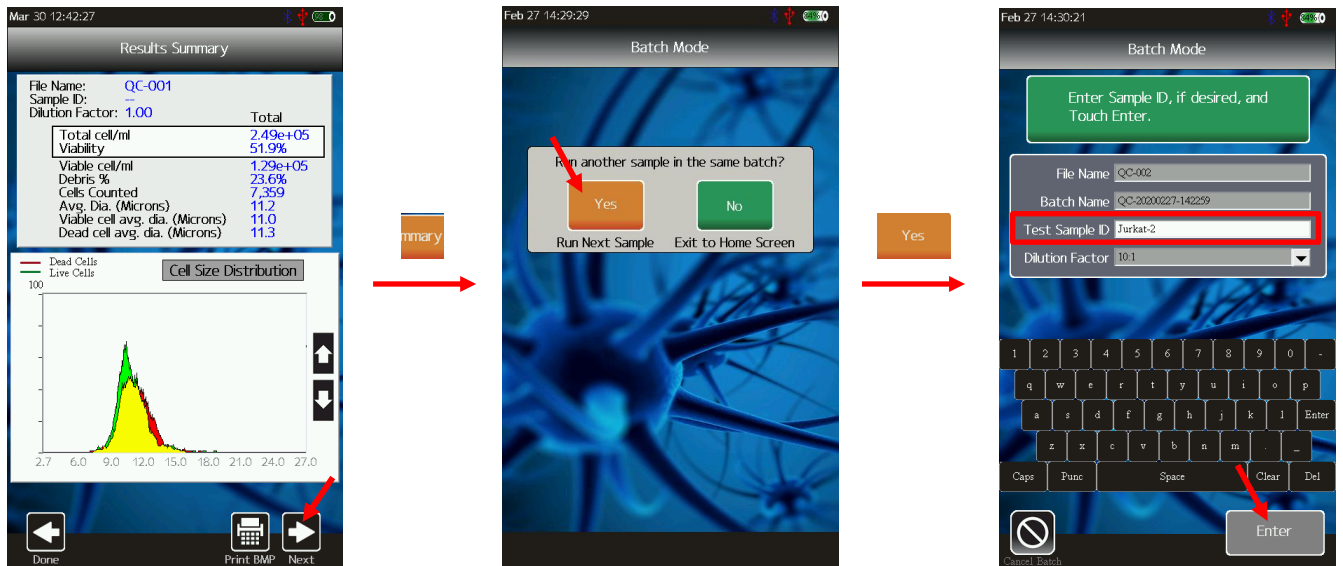 Mar 30 12:42:27
Results Summary
File Name: QC-001
Sample ID: --
Dilution Factor: 1.00
Total
Total cell/ml 2.49e+05
Viability 51.9%
Viable cell/ml 1.29e+05
Debris % 23.6%
Cells Counted 7,359
Avg. Dia. (Microns) 11.2
Viable cell avg. dia. (Microns) 11.0
Dead cell avg. dia. (Microns) 11.3
Dead Cells
Live Cells
Cell Size Distribution
100
2.7 6.0 9.0 12.0 15.0 18.0 21.0 24.0 27.0
Done
Print BMP
Next
mmary
Feb 27 14:29:29
Batch Mode
Run another sample in the same batch?
Yes
No
Run Next Sample
Exit to Home Screen
Yes
Feb 27 14:30:21
Batch Mode
Enter Sample ID, if desired, and
Touch Enter.
File Name QC-002
Batch Name QC-20200227-142259
Test Sample ID Jurkat-2
Dilution Factor 10:1
1 2 3 4 5 6 7 8 9 0 -
q w e r t y u i o p
a s d f g h j k l Enter
z x c v b n m . _
Caps Punc Space Clear Del
Cancel Batch
Enter